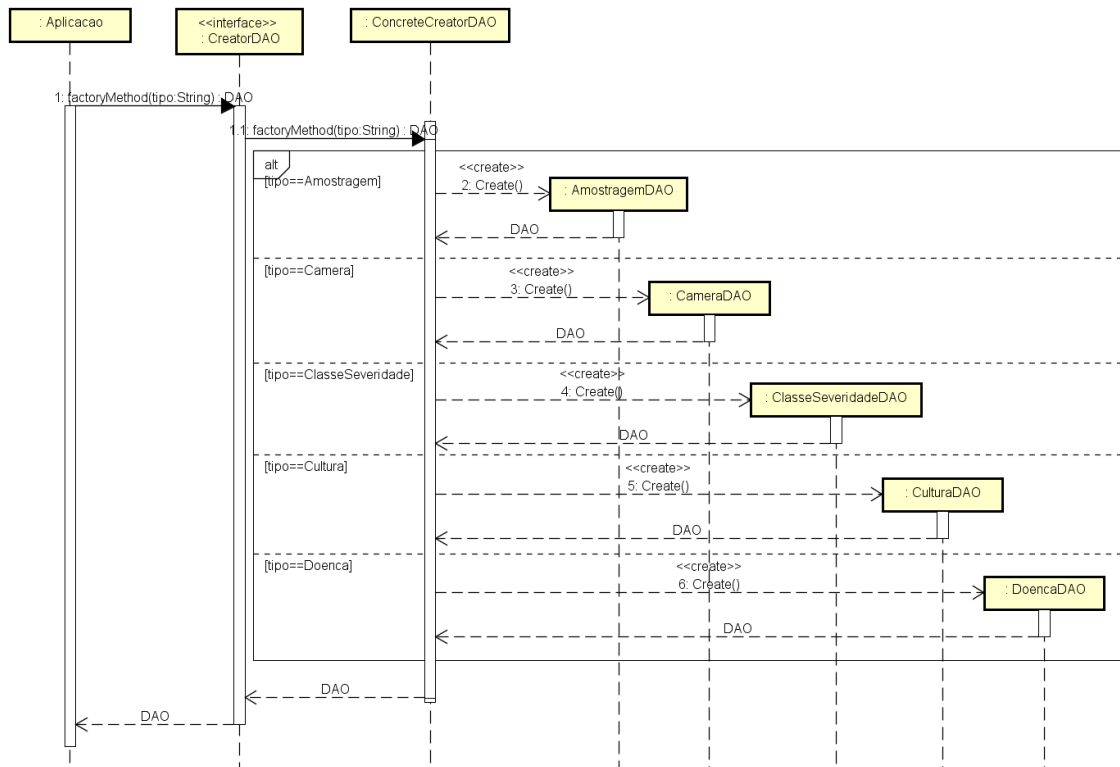 : Aplicacao
<<interface>>
: CreatorDAO
: ConcreteCreatorDAO
1: factoryMethod(tipo:String) : DAO
1.1: factoryMethod(tipo:String) : DAO
alt
[tipo==Amostragem]
<<create>>
2: Create()
: AmostragemDAO
DAO
[tipo==Camera]
<<create>>
3: Create()
: CameraDAO
DAO
[tipo==ClasseSeveridade]
<<create>>
4: Create()
: ClasseSeveridadeDAO
DAO
[tipo==Cultura]
<<create>>
5: Create()
: CulturaDAO
DAO
[tipo==Doenca]
<<create>>
6: Create()
: DoencaDAO
DAO
DAO
DAO